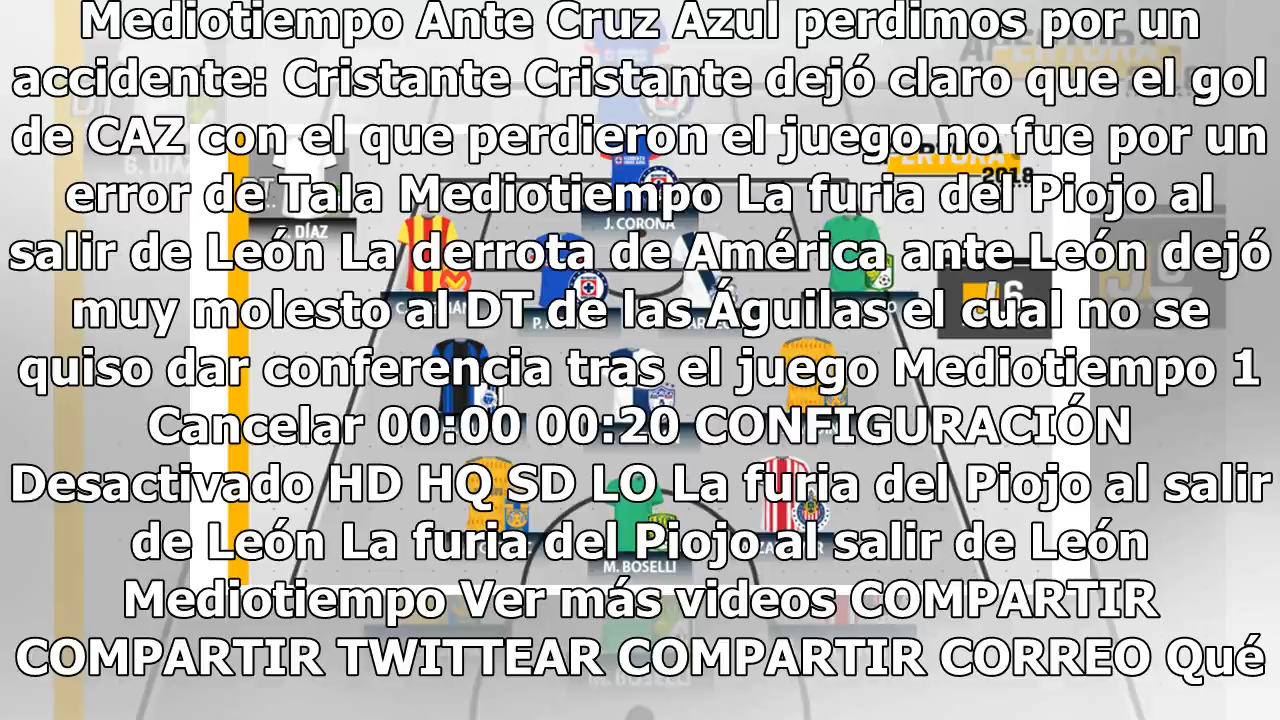 Mediotiempo Ante Cruz Azul perdimos por un
accidente: Cristante Cristante dejó claro que el gol
de CAZ con el que perdieron el juego no fue por un
error de Tala Mediotiempo La furia del Piojo al
salir de León La derrota de América ante León dejó
muy molesto al DT de las Águilas el cual no se
quiso dar conferencia tras el juego Mediotiempo 1
Cancelar 00:00 00:20 CONFIGURACIÓN
Desactivado HD HQ SD LO La furia del Piojo al salir
de León La furia del Piojo al salir de León
Mediotiempo Ver más videos COMPARTIR
COMPARTIR TWITTEAR COMPARTIR CORREO Qué
2018
J. CORONA
DÍAZ
J6
M. BOSELLI